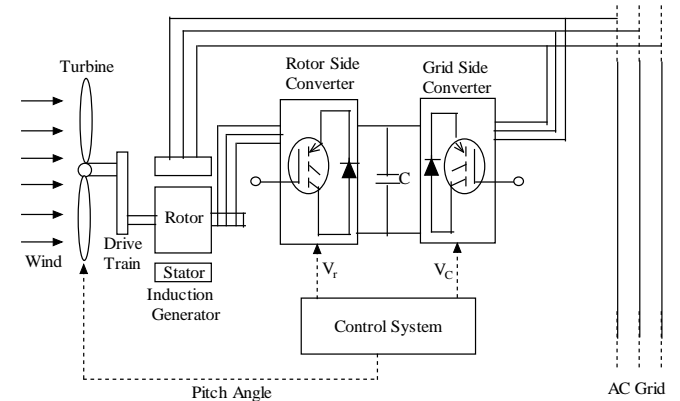 Turbine
Rotor Side
Converter
Grid Side
Converter
C
Rotor
Drive
Train
Wind
Stator
Induction
Generator
Vr
VC
Control System
Pitch Angle
AC Grid